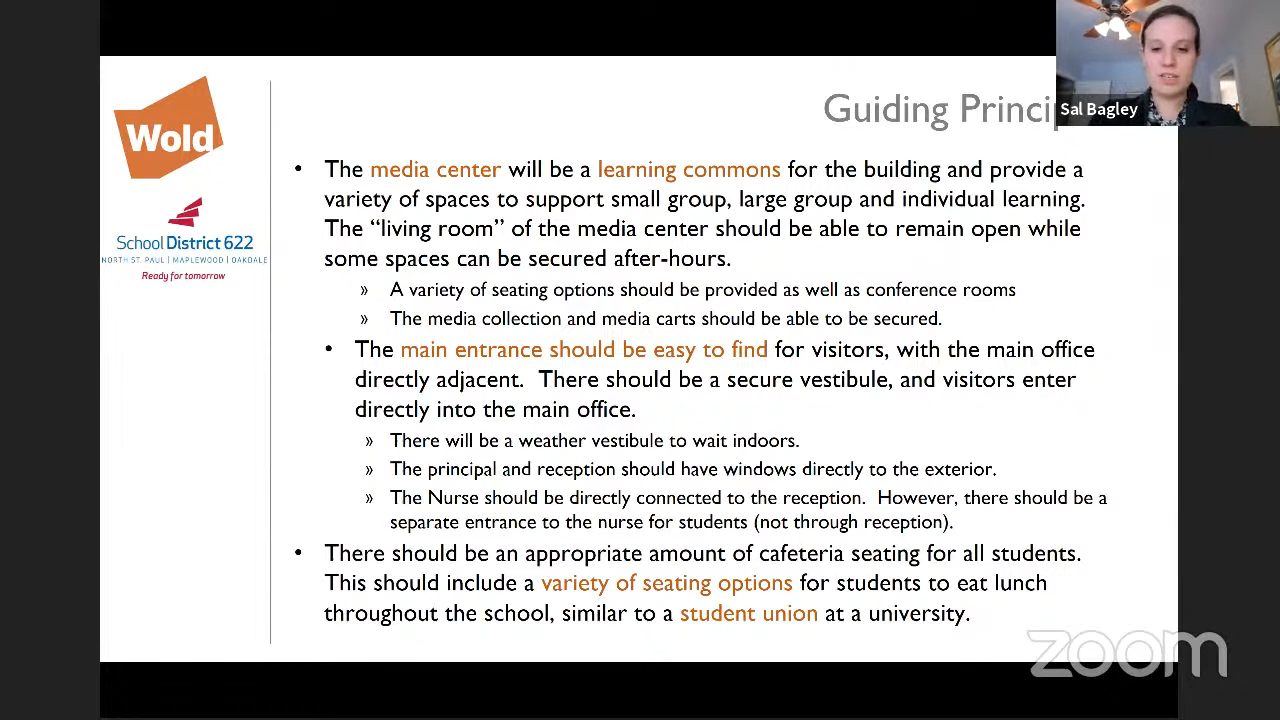 Wold
School District 622
NORTH ST. PAUL | MAPLEWOOD | OAKDALE
Ready for tomorrow
Guiding Princip
Sal Bagley
• The media center will be a learning commons for the building and provide a
variety of spaces to support small group, large group and individual learning.
The “living room” of the media center should be able to remain open while
some spaces can be secured after-hours.
» A variety of seating options should be provided as well as conference rooms
» The media collection and media carts should be able to be secured.
• The main entrance should be easy to find for visitors, with the main office
directly adjacent. There should be a secure vestibule, and visitors enter
directly into the main office.
» There will be a weather vestibule to wait indoors.
» The principal and reception should have windows directly to the exterior.
» The Nurse should be directly connected to the reception. However, there should be a
separate entrance to the nurse for students (not through reception).
• There should be an appropriate amount of cafeteria seating for all students.
This should include a variety of seating options for students to eat lunch
throughout the school, similar to a student union at a university.
zoom